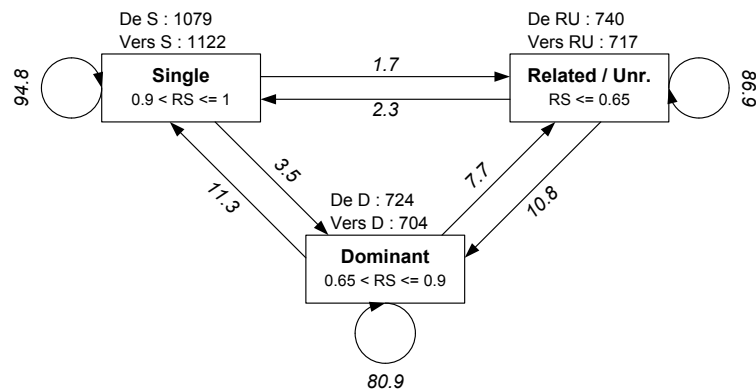 De S : 1079
Vers S : 1122
De RU : 740
Vers RU : 717
Single
0.9 < RS <= 1
Related / Unr.
RS <= 0.65
94.8
1.7
2.3
86.9
3.5
11.3
7.7
10.8
De D : 724
Vers D : 704
Dominant
0.65 < RS <= 0.9
80.9